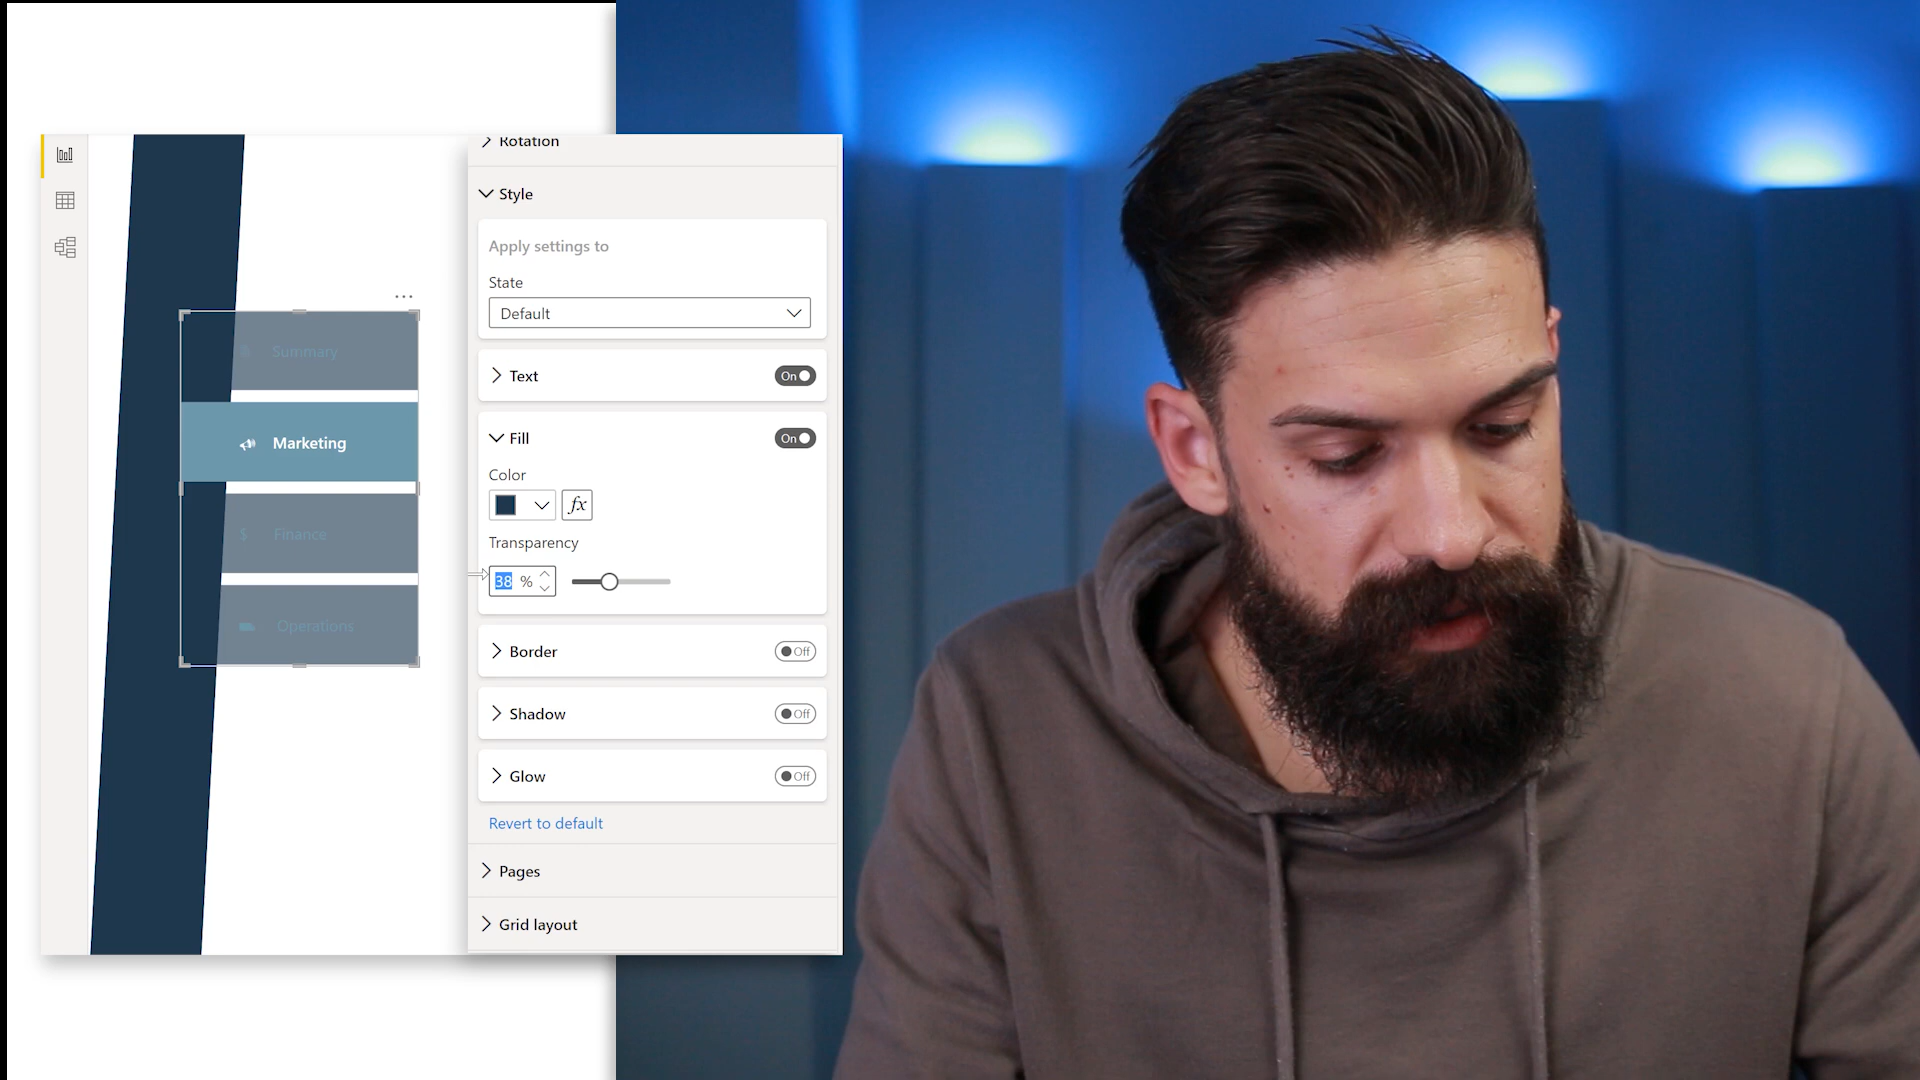 Rotation
Style
Apply settings to
State
Default
Text
On
Fill
On
Color
fx
Transparency
38 %
Border
Off
Shadow
Off
Glow
Off
Revert to default
Pages
Grid layout
...
Summary
Marketing
$ Finance
Operations